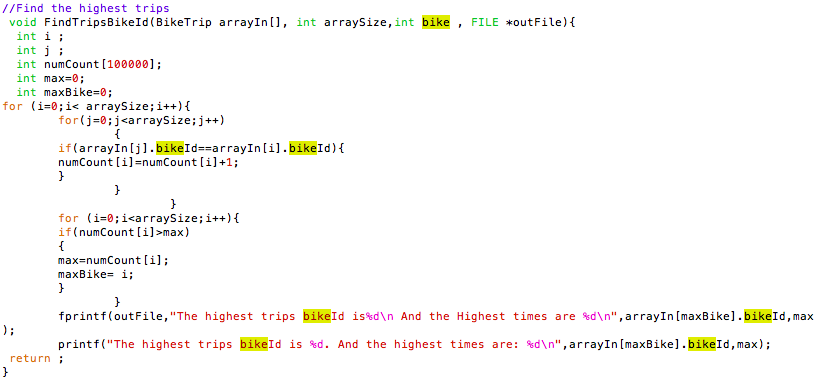 //Find the highest trips
void FindTripsBikeId(BikeTrip arrayIn[], int arraySize,int bike , FILE *outFile){
int i ;
int j ;
int numCount[100000];
int max=0;
int maxBike=0;
for (i=0;i< arraySize;i++){
for(j=0;j<arraySize;j++)
{
if(arrayIn[j].bikeId==arrayIn[i].bikeId){
numCount[i]=numCount[i]+1;
}
}
}
for (i=0;i<arraySize;i++){
if(numCount[i]>max)
{
max=numCount[i];
maxBike= i;
}
}
fprintf(outFile,"The highest trips bikeId is%d\n And the Highest times are %d\n",arrayIn[maxBike].bikeId,max
);
printf("The highest trips bikeId is %d. And the highest times are: %d\n",arrayIn[maxBike].bikeId,max);
return ;
}